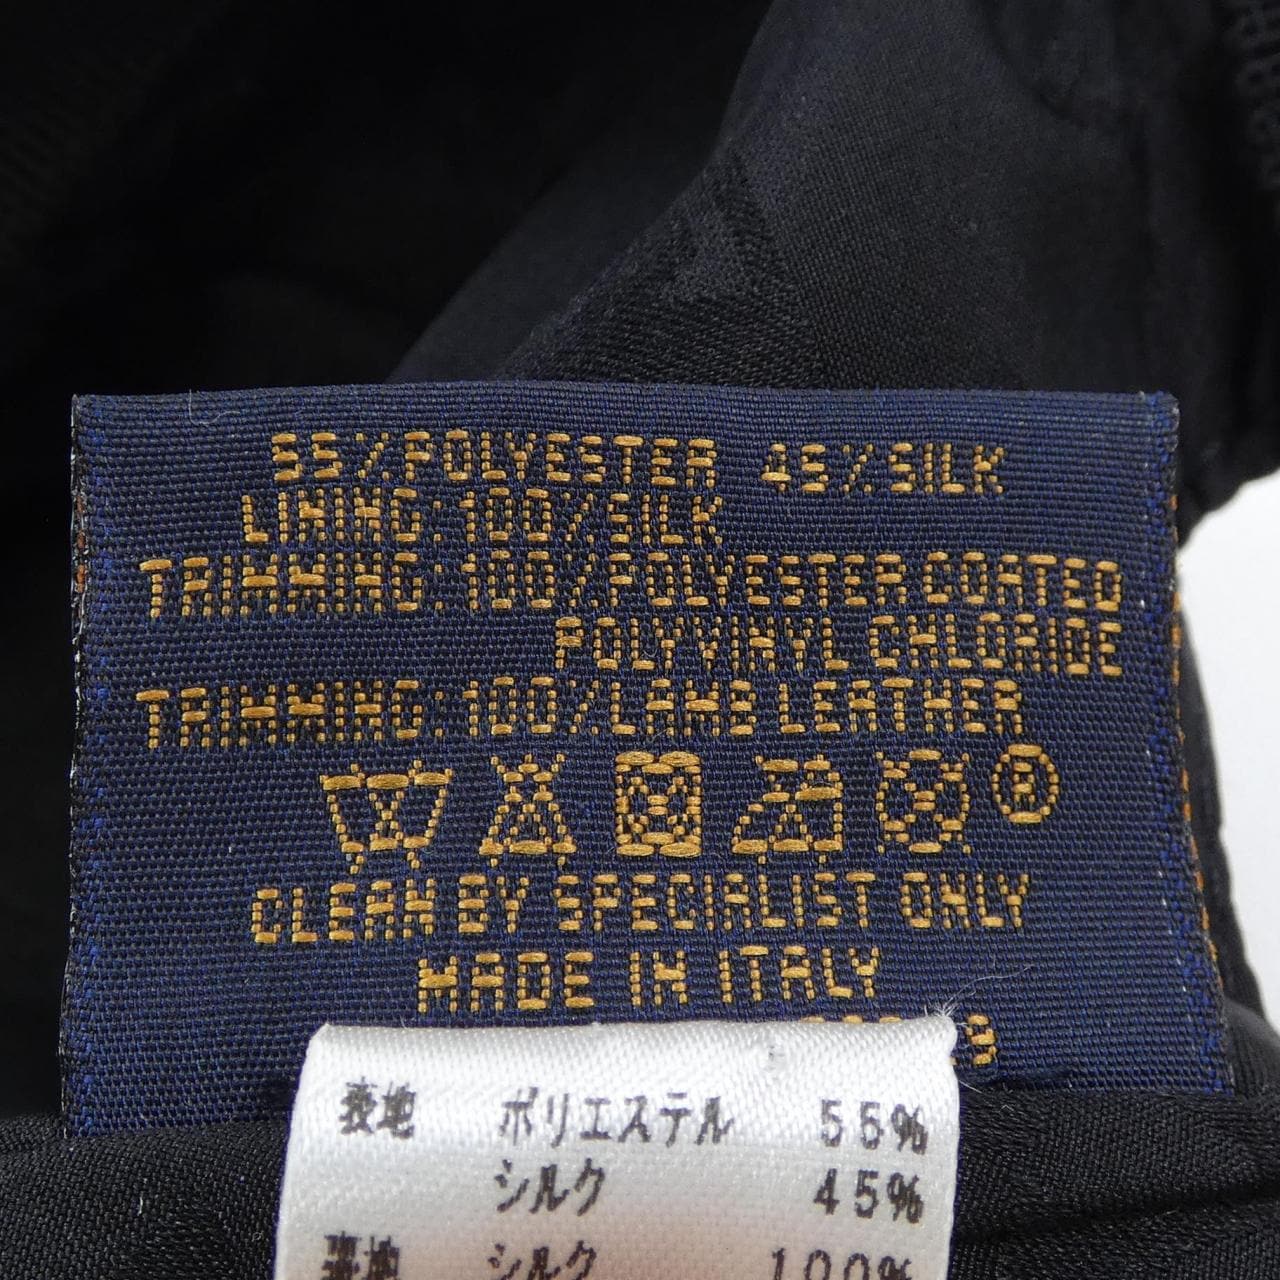 55%POLYESTER 45%SILK
LINING:100%SILK
TRIMMING:100%POLYESTER COATED
POLYVINYL CHLORIDE
TRIMMING:100%LAMB LEATHER
®
CLEAN BY SPECIALIST ONLY
MADE IN ITALY
表地 ポリエステル 55%
シルク 45%
裏地 シルク 100%